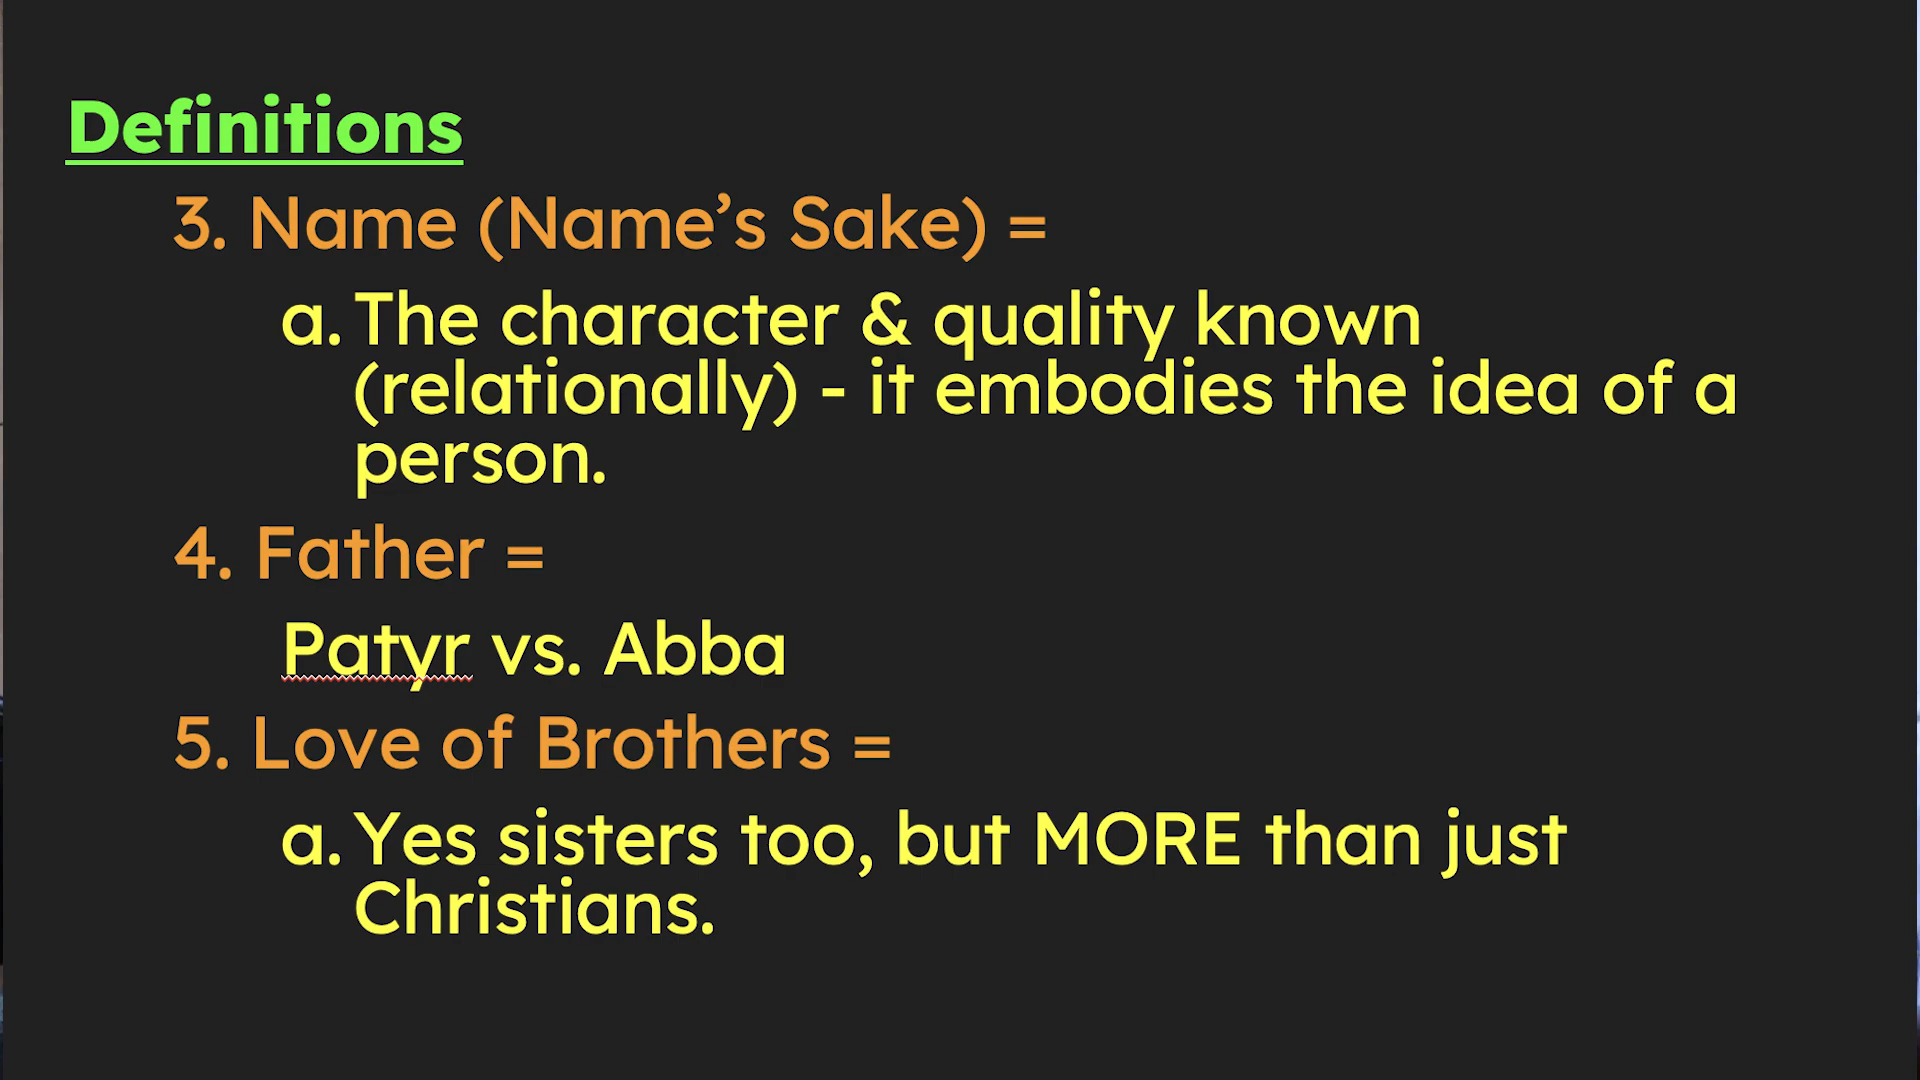 Definitions
3. Name (Name’s Sake) =
a. The character & quality known
(relationally) - it embodies the idea of a
person.
4. Father =
Patyr vs. Abba
5. Love of Brothers =
a. Yes sisters too, but MORE than just
Christians.